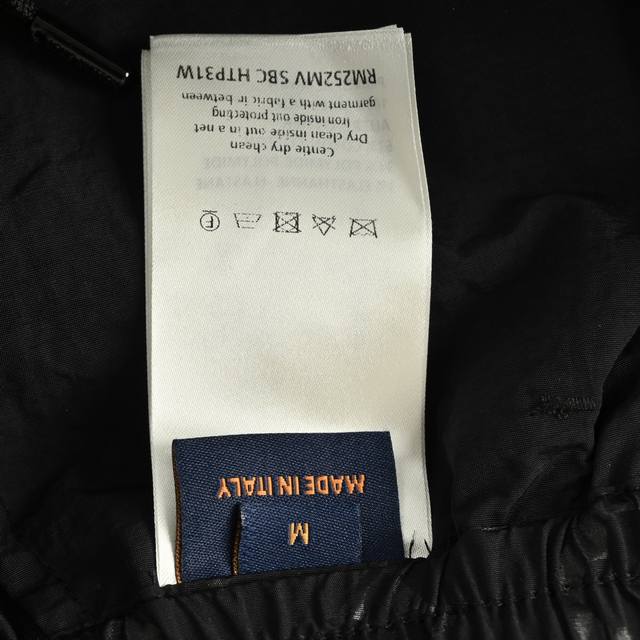 Centre dry clean
Dry clean inside out in a net
Iron inside out protecting
garment with a fabric in between
RM252MV SBC HTP31W
MADE IN ITALY
M